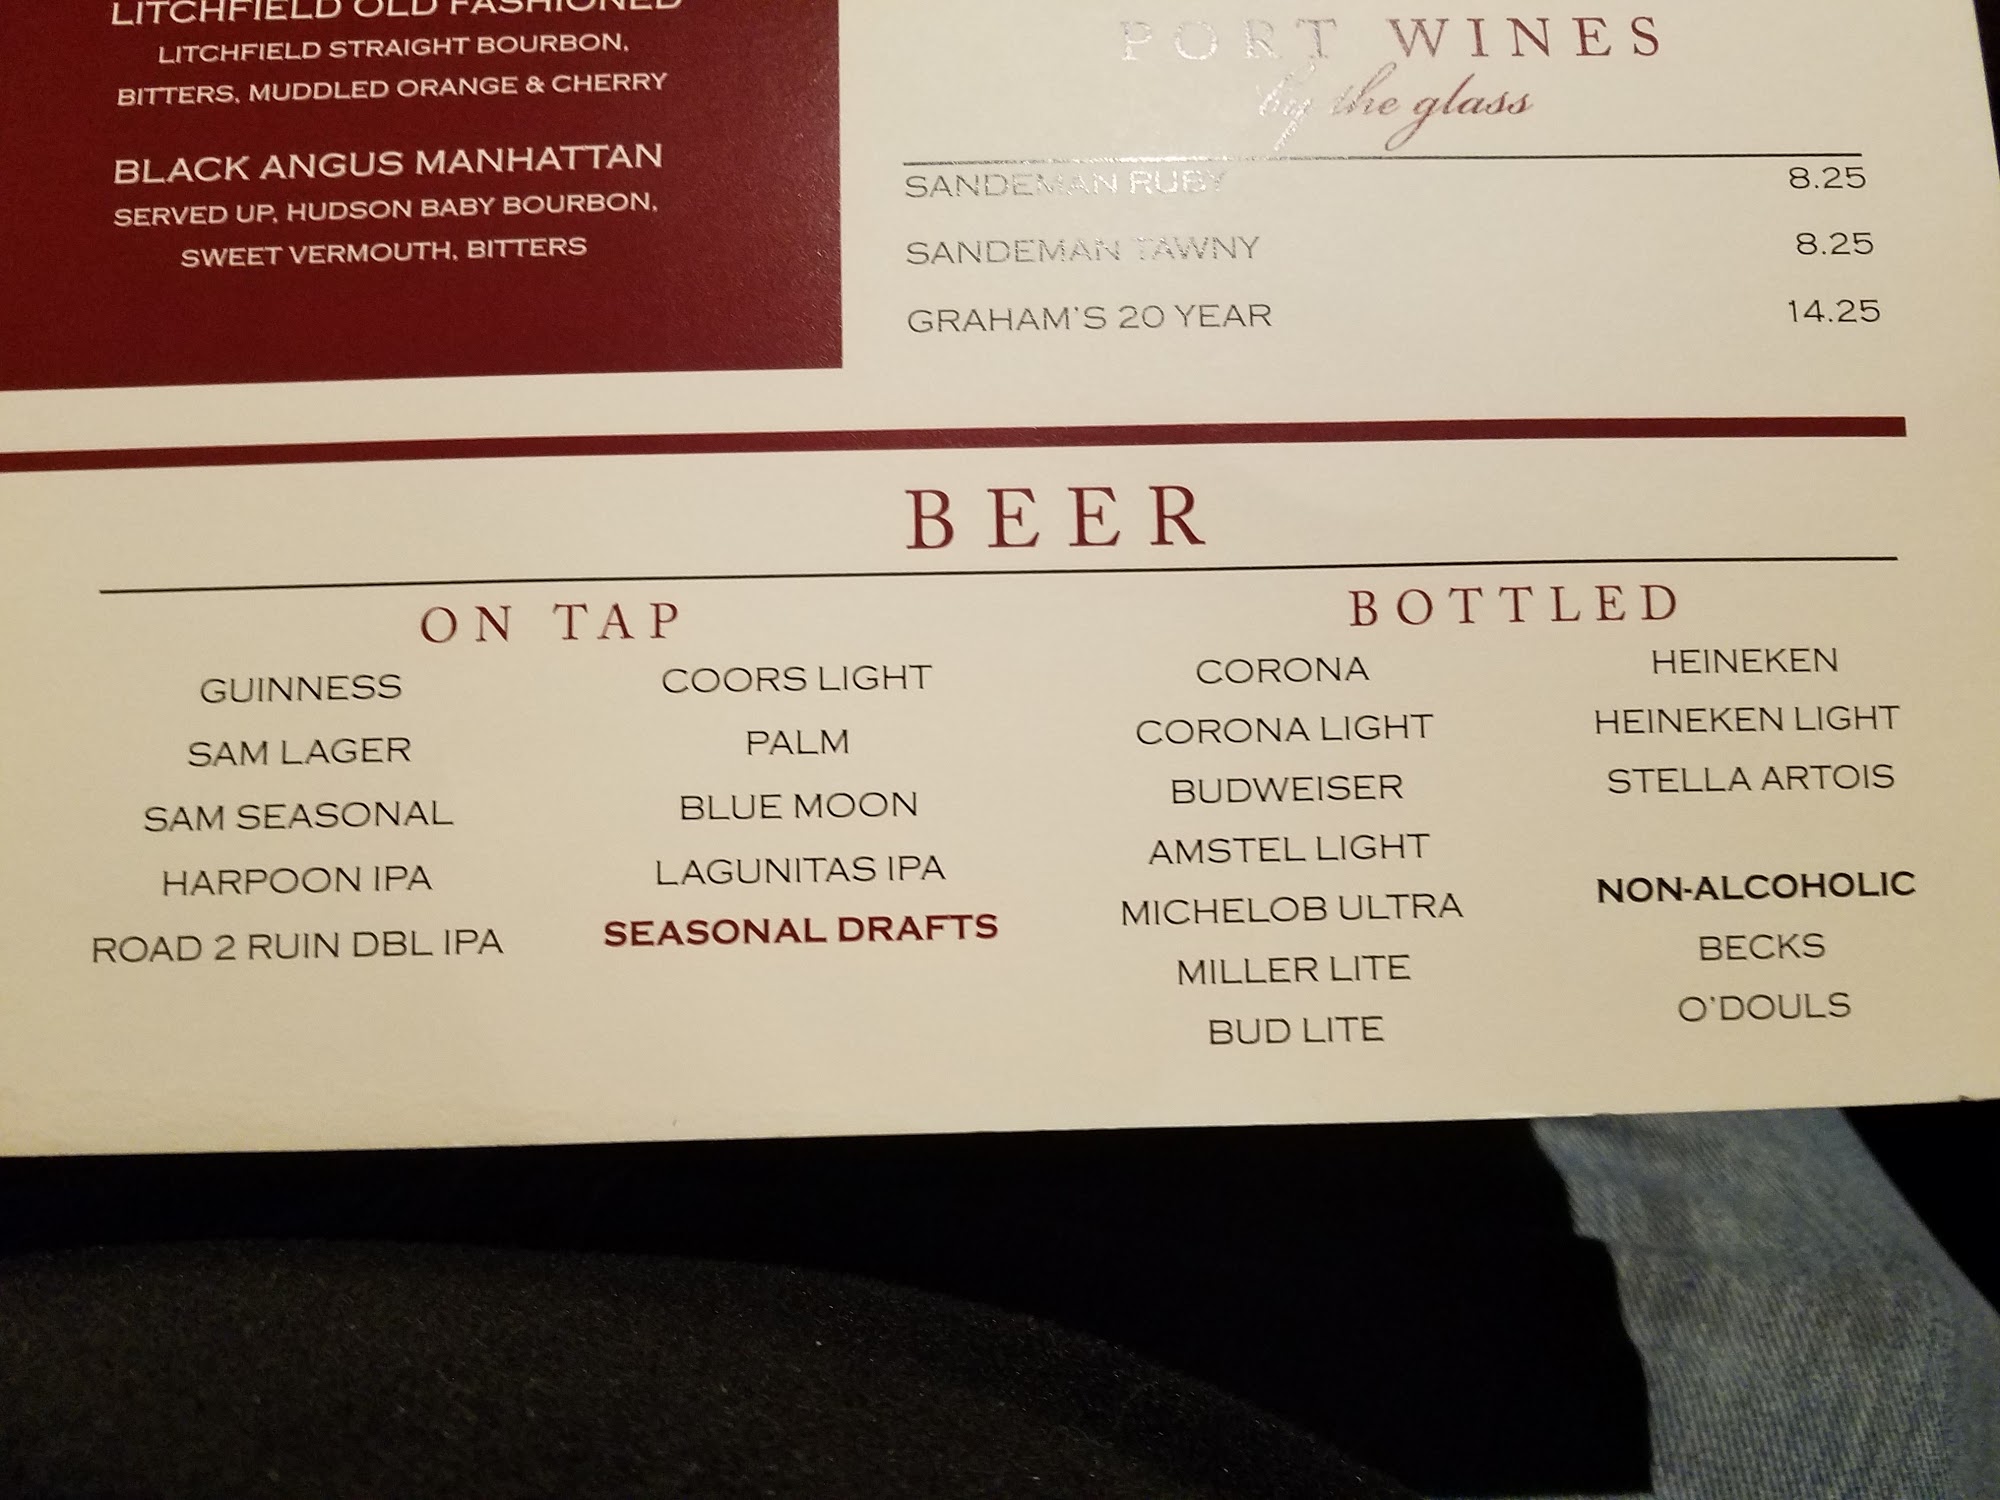 LITCHFIELD OLD FASHIONED
LITCHFIELD STRAIGHT BOURBON,
BITTERS, MUDDLED ORANGE & CHERRY
BLACK ANGUS MANHATTAN
SERVED UP, HUDSON BABY BOURBON,
SWEET VERMOUTH, BITTERS
PORT WINES
by the glass
SANDEMAN RUBY 8.25
SANDEMAN TAWNY 8.25
GRAHAM'S 20 YEAR 14.25
BEER
ON TAP
GUINNESS
SAM LAGER
SAM SEASONAL
HARPOON IPA
ROAD 2 RUIN DBL IPA
COORS LIGHT
PALM
BLUE MOON
LAGUNITAS IPA
SEASONAL DRAFTS
BOTTLED
CORONA
CORONA LIGHT
BUDWEISER
AMSTEL LIGHT
MICHELOB ULTRA
MILLER LITE
BUD LITE
HEINEKEN
HEINEKEN LIGHT
STELLA ARTOIS
NON-ALCOHOLIC
BECKS
O'DOULS